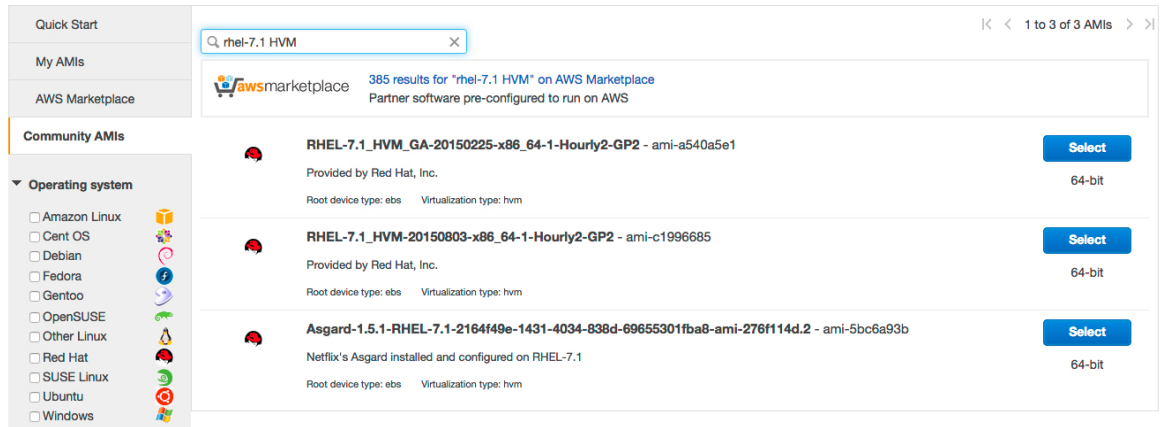 Quick Start
My AMIs
AWS Marketplace
Community AMIs
Operating system
Amazon Linux
Cent OS
Debian
Fedora
Gentoo
OpenSUSE
Other Linux
Red Hat
SUSE Linux
Ubuntu
Windows
1 to 3 of 3 AMIs
rhel-7.1 HVM
awsmarketplace
385 results for "rhel-7.1 HVM" on AWS Marketplace
Partner software pre-configured to run on AWS
RHEL-7.1_HVM_GA-20150225-x86_64-1-Hourly2-GP2 - ami-a540a5e1
Provided by Red Hat, Inc.
Root device type: ebs Virtualization type: hvm
Select
64-bit
RHEL-7.1_HVM-20150803-x86_64-1-Hourly2-GP2 - ami-c1996685
Provided by Red Hat, Inc.
Root device type: ebs Virtualization type: hvm
Select
64-bit
Asgard-1.5.1-RHEL-7.1-2164f49e-1431-4034-838d-69655301fba8-ami-276f114d.2 - ami-5bc6a93b
Netflix's Asgard installed and configured on RHEL-7.1
Root device type: ebs Virtualization type: hvm
Select
64-bit